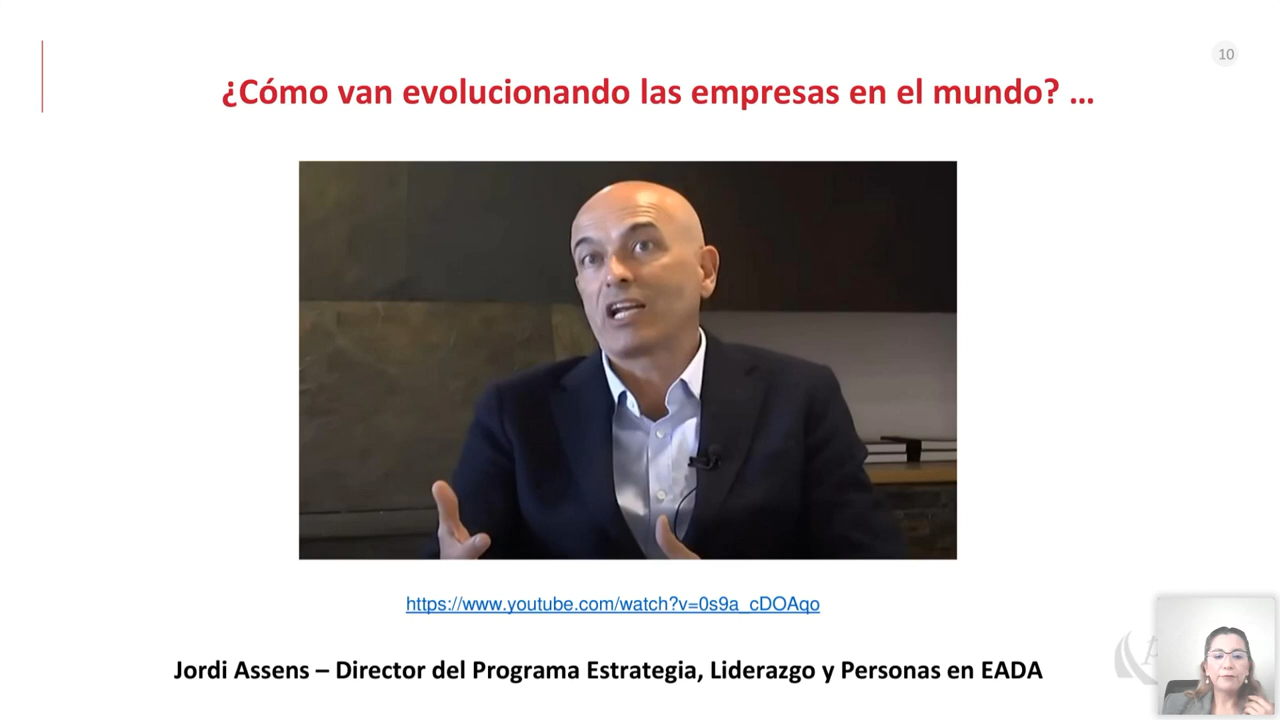 10
¿Cómo van evolucionando las empresas en el mundo? ...
https://www.youtube.com/watch?v=0s9a_cDOAqo
Jordi Assens – Director del Programa Estrategia, Liderazgo y Personas en EADA